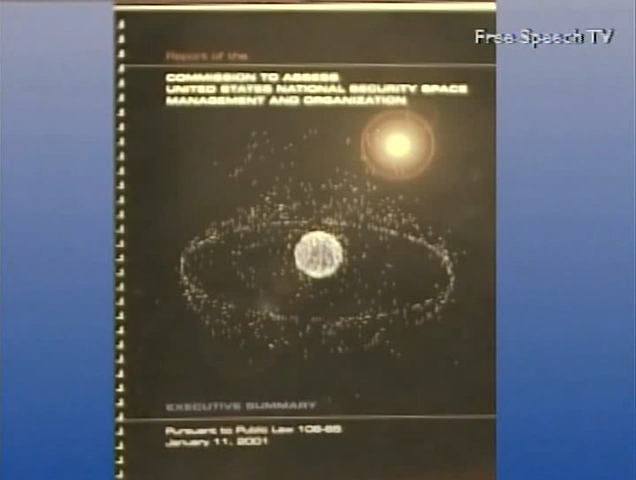 Free Speech TV
Report of the
COMMISSION TO ASSESS
UNITED STATES NATIONAL SECURITY SPACE
MANAGEMENT AND ORGANIZATION
EXECUTIVE SUMMARY
Pursuant to Public Law 106-65
January 11, 2001